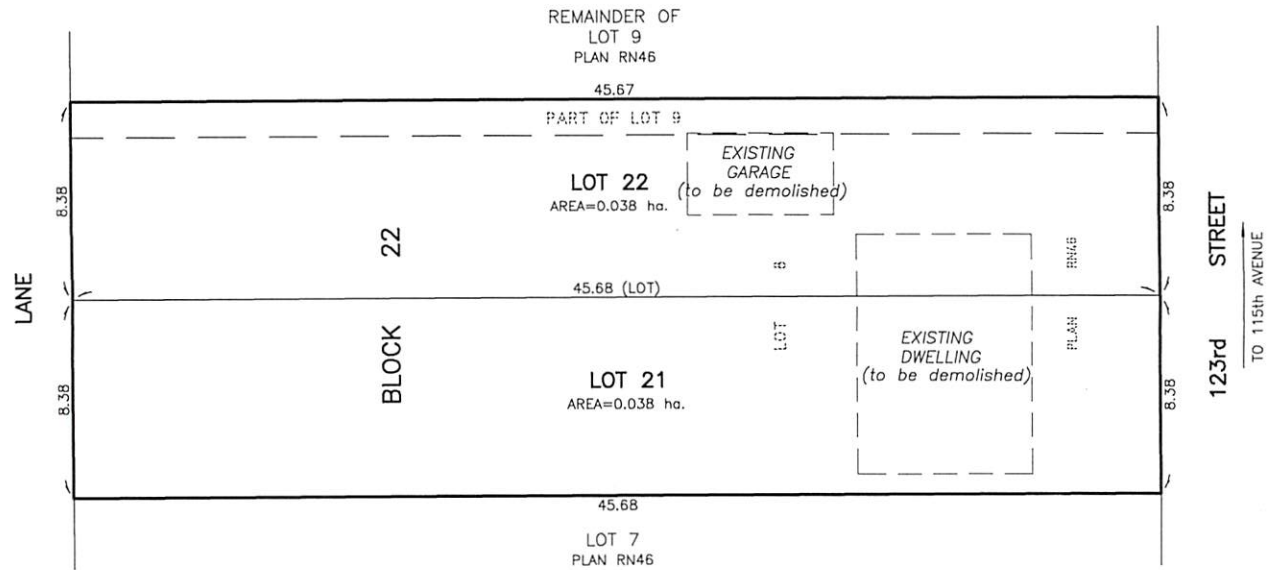 REMAINDER OF
LOT 9
PLAN RN46
45.67
PART OF LOT 9
EXISTING
GARAGE
(to be demolished)
LOT 22
AREA=0.038 ha.
8.38
8.38
22
LOT 8
RN46
45.68 (LOT)
LANE
123rd STREET
TO 115th AVENUE
BLOCK
PLAN
EXISTING
DWELLING
(to be demolished)
LOT 21
AREA=0.038 ha.
8.38
8.38
45.68
LOT 7
PLAN RN46